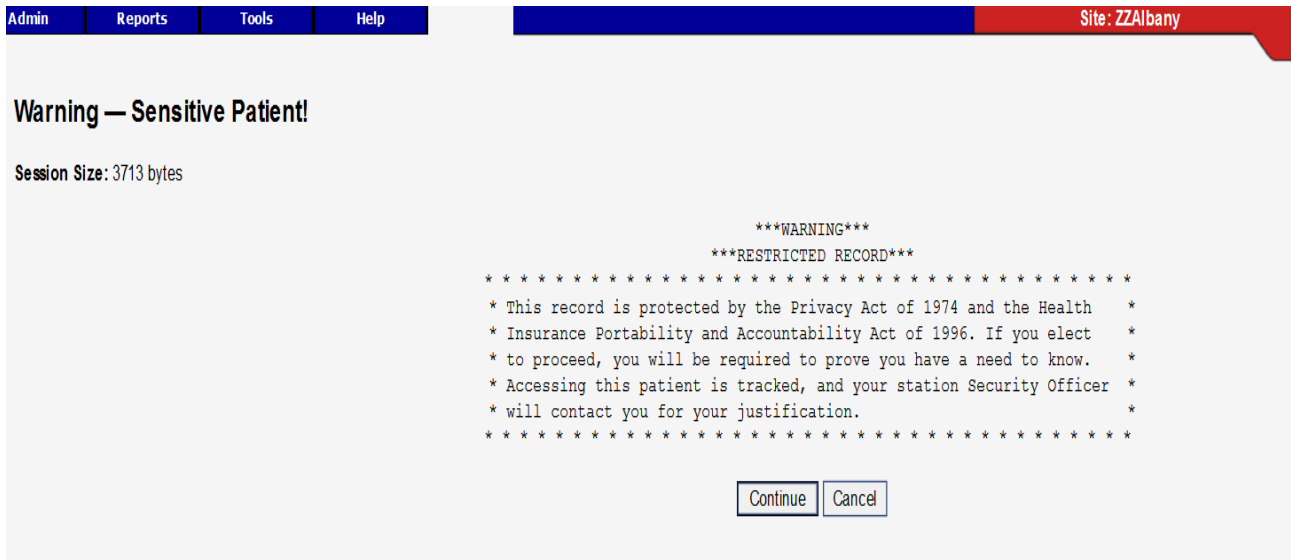 Admin Reports Tools Help Site: ZZAlbany
Warning — Sensitive Patient!
Session Size: 3713 bytes
***WARNING***
***RESTRICTED RECORD***
* * * * * * * * * * * * * * * * * * * * * * * * * * * * * * * * * * * * *
* This record is protected by the Privacy Act of 1974 and the Health *
* Insurance Portability and Accountability Act of 1996. If you elect *
* to proceed, you will be required to prove you have a need to know. *
* Accessing this patient is tracked, and your station Security Officer *
* will contact you for your justification. *
* * * * * * * * * * * * * * * * * * * * * * * * * * * * * * * * * * * * *
Continue Cancel